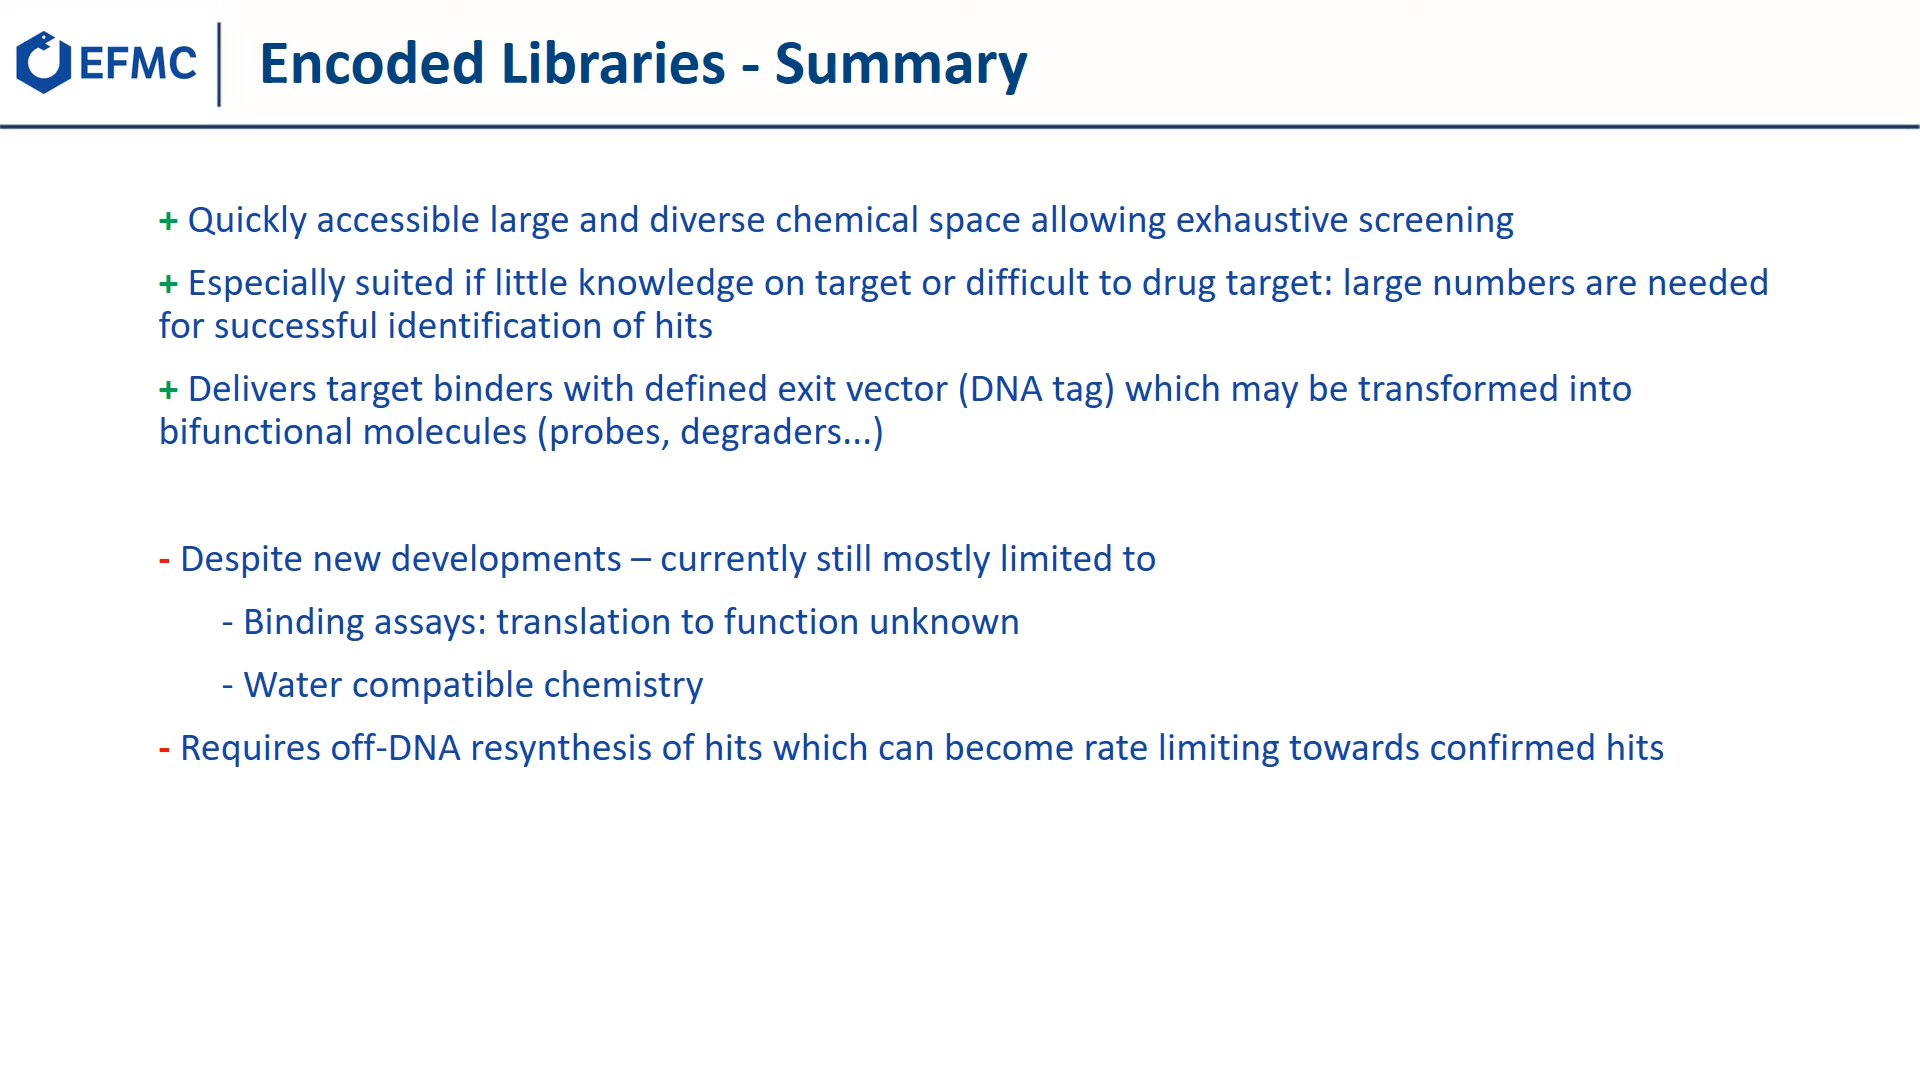 EFMC
Encoded Libraries - Summary
+ Quickly accessible large and diverse chemical space allowing exhaustive screening
+ Especially suited if little knowledge on target or difficult to drug target: large numbers are needed
for successful identification of hits
+ Delivers target binders with defined exit vector (DNA tag) which may be transformed into
bifunctional molecules (probes, degraders...)
- Despite new developments – currently still mostly limited to
- Binding assays: translation to function unknown
- Water compatible chemistry
- Requires off-DNA resynthesis of hits which can become rate limiting towards confirmed hits